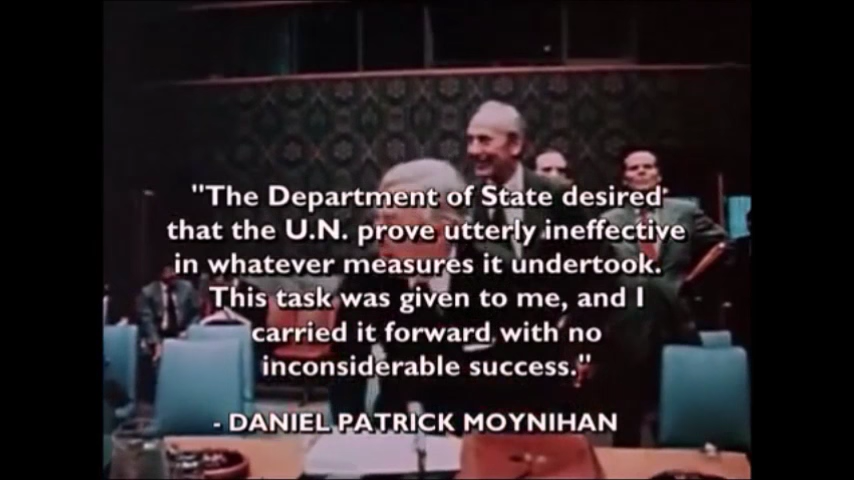 "The Department of State desired
that the U.N. prove utterly ineffective
in whatever measures it undertook.
This task was given to me, and I
carried it forward with no
inconsiderable success."
- DANIEL PATRICK MOYNIHAN